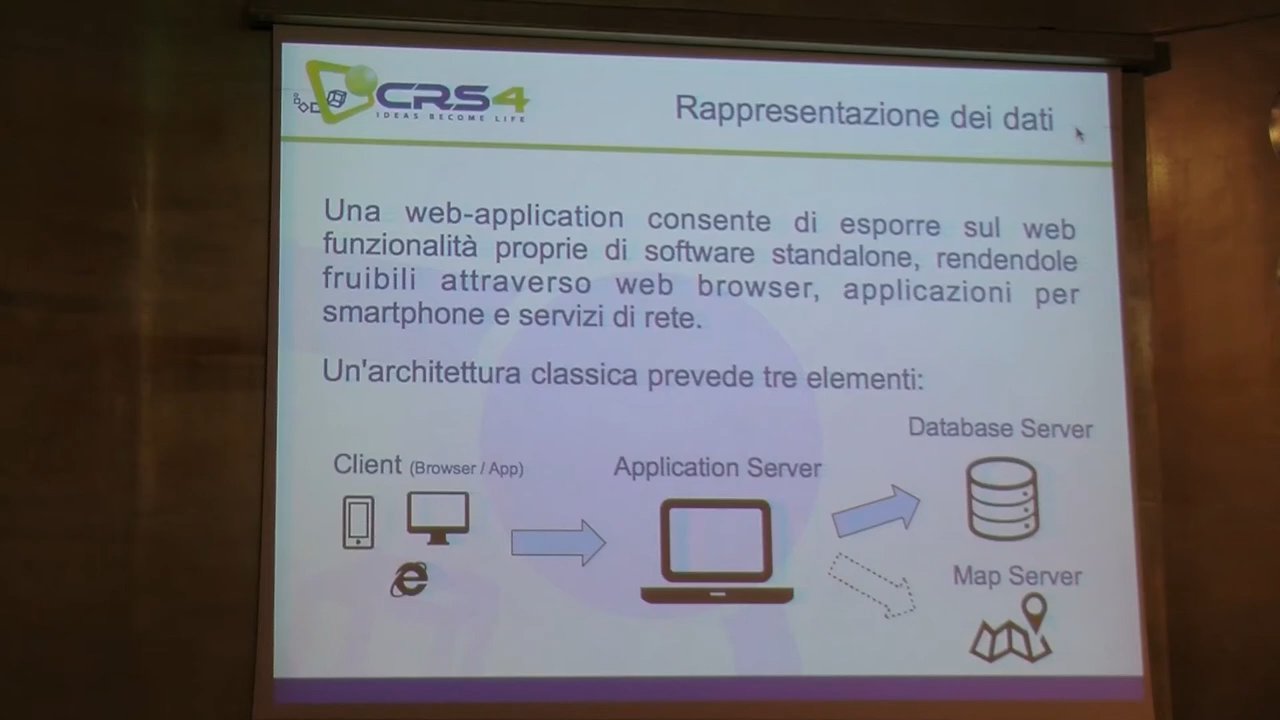 CRS4
IDEAS BECOME LIFE
Rappresentazione dei dati
Una web-application consente di esporre sul web
funzionalità proprie di software standalone, rendendole
fruibili attraverso web browser, applicazioni per
smartphone e servizi di rete.
Un'architettura classica prevede tre elementi:
Database Server
Client (Browser / App)
Application Server
Map Server